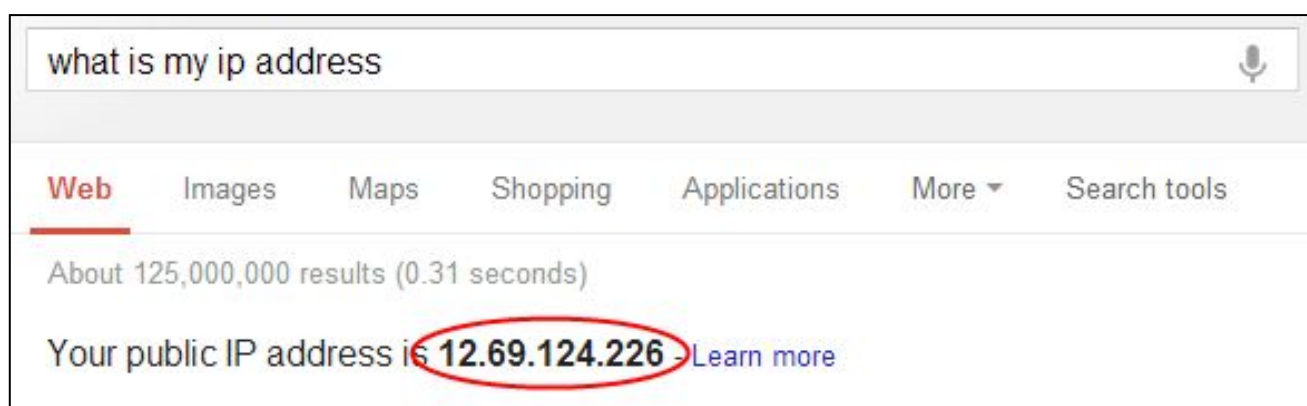 what is my ip address
Web Images Maps Shopping Applications More Search tools
About 125,000,000 results (0.31 seconds)
Your public IP address is 12.69.124.226 - Learn more